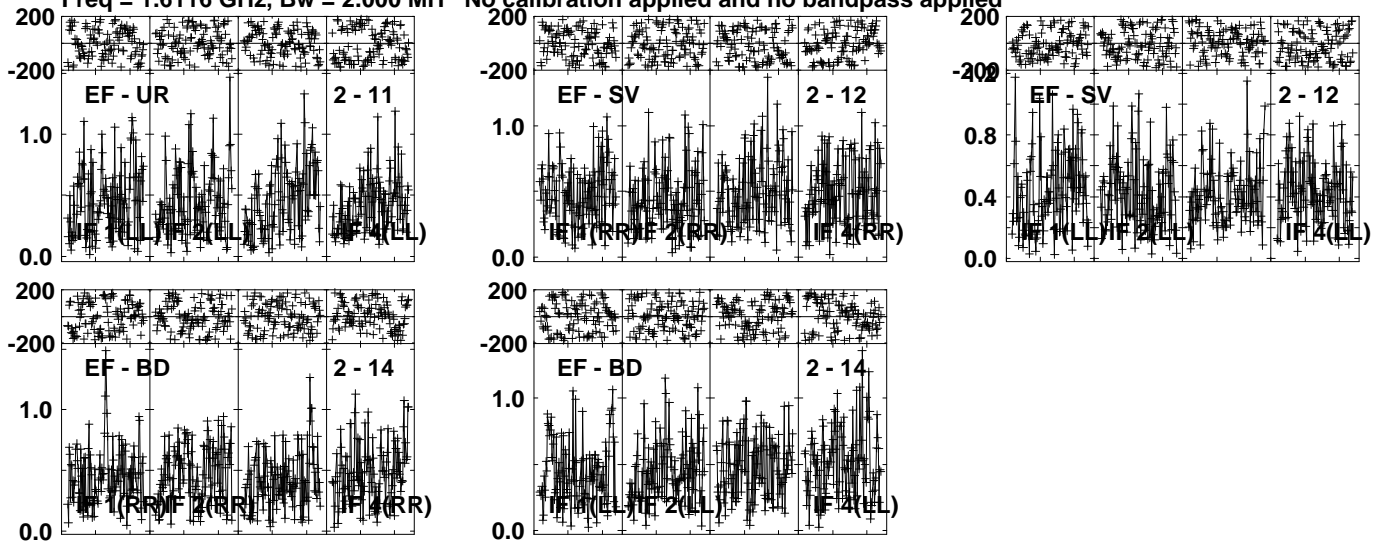 Freq = 1.6116 GHz, Bw = 2.000 MH No calibration applied and no bandpass applied
200 200 200
-200 -200 -200
EF - UR 2 - 11 EF - SV 2 - 12 1.2 EF - SV 2 - 12
1.0 1.0 0.8
0.4
IF 1(LL) IF 2(LL) IF 4(LL) IF 1(RR) IF 2(RR) IF 4(RR) IF 1(LL) IF 2(LL) IF 4(LL)
0.0 0.0 0.0
200 200
-200 -200
EF - BD 2 - 14 EF - BD 2 - 14
1.0 1.0
IF 1(RR) IF 2(RR) IF 4(RR) IF 1(LL) IF 2(LL) IF 4(LL)
0.0 0.0